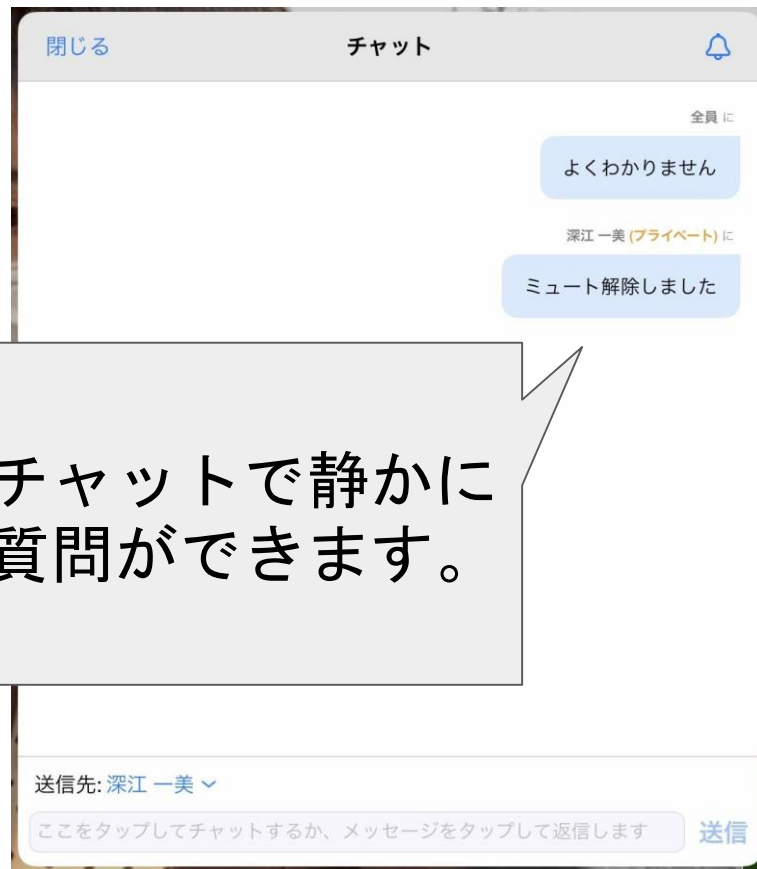 閉じる チャット
全員 に
よくわかりません
深江 一美 (プライベート) に
ミュート解除しました
チャットで静かに
質問ができます。
送信先: 深江 一美
ここをタップしてチャットするか、メッセージをタップして返信します 送信